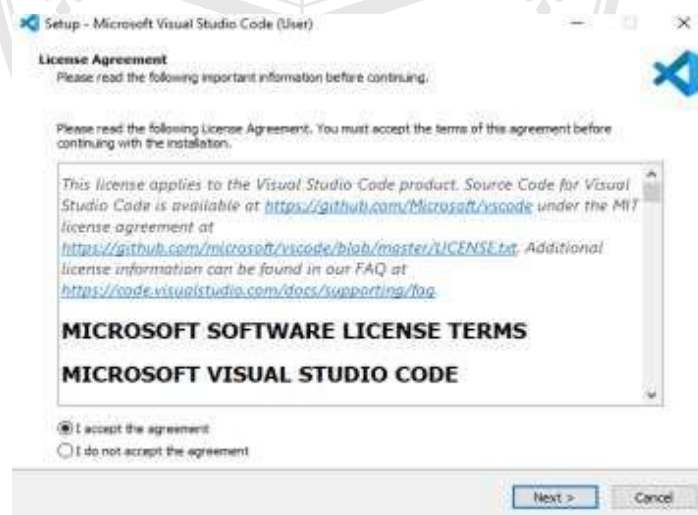 Setup - Microsoft Visual Studio Code (User)
License Agreement
Please read the following important information before continuing.
Please read the following License Agreement. You must accept the terms of this agreement before
continuing with the installation.
This license applies to the Visual Studio Code product. Source Code for Visual
Studio Code is available at https://github.com/Microsoft/vscode under the MIT
license agreement at
https://github.com/microsoft/vscode/blob/master/LICENSE.txt. Additional
license information can be found in our FAQ at
https://code.visualstudio.com/docs/supporting/faq.
MICROSOFT SOFTWARE LICENSE TERMS
MICROSOFT VISUAL STUDIO CODE
I accept the agreement
I do not accept the agreement
Next >
Cancel